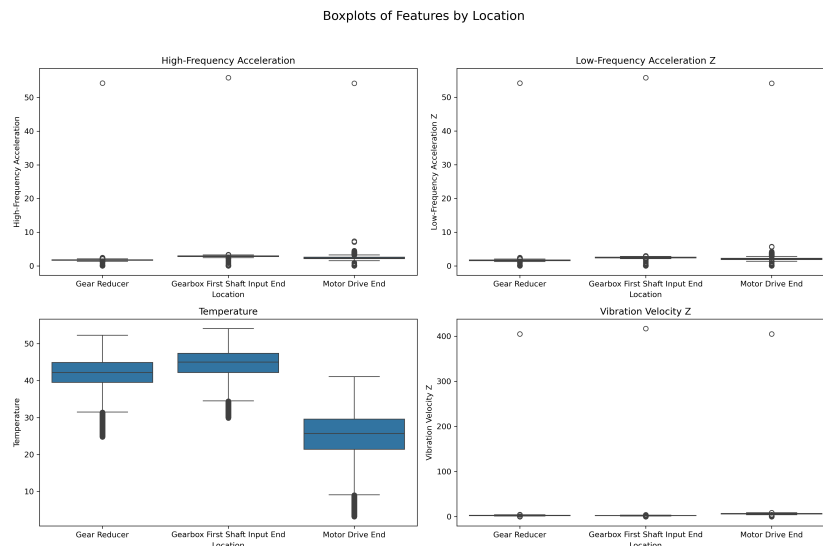 Boxplots of Features by Location
High-Frequency Acceleration
High-Frequency Acceleration
50
40
30
20
10
0
Gear Reducer Gearbox First Shaft Input End Motor Drive End
Location
Low-Frequency Acceleration Z
Low-Frequency Acceleration Z
50
40
30
20
10
0
Gear Reducer Gearbox First Shaft Input End Motor Drive End
Location
Temperature
Temperature
50
40
30
20
10
Gear Reducer Gearbox First Shaft Input End Motor Drive End
Location
Vibration Velocity Z
Vibration Velocity Z
400
300
200
100
0
Gear Reducer Gearbox First Shaft Input End Motor Drive End
Location